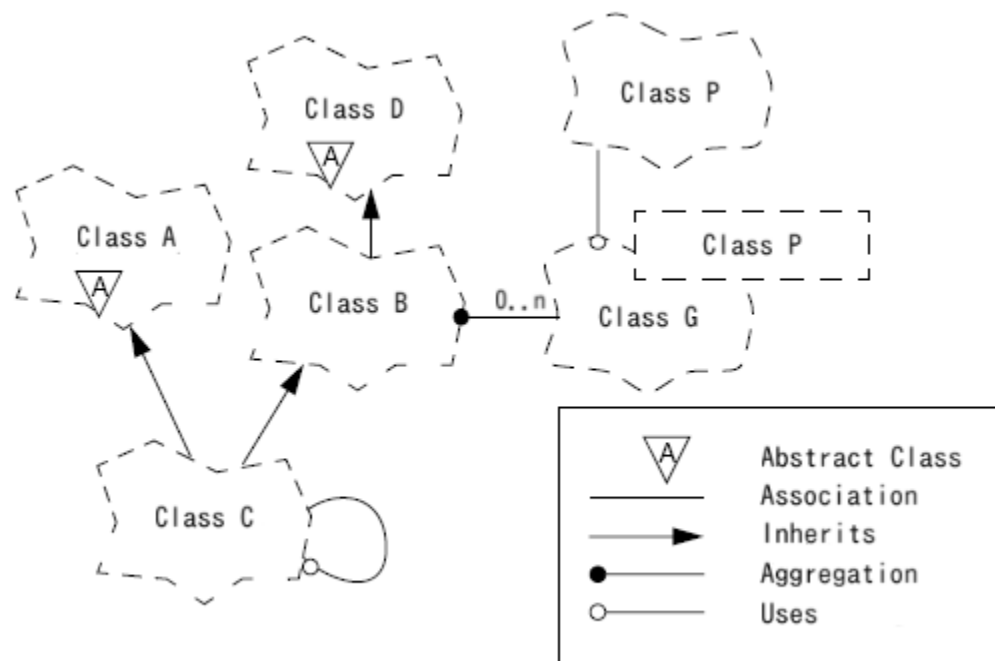 Class P
Class D
A
Class A
A
Class P
Class B
0..n
Class G
Class C
A
Abstract Class
Association
Inherits
Aggregation
Uses